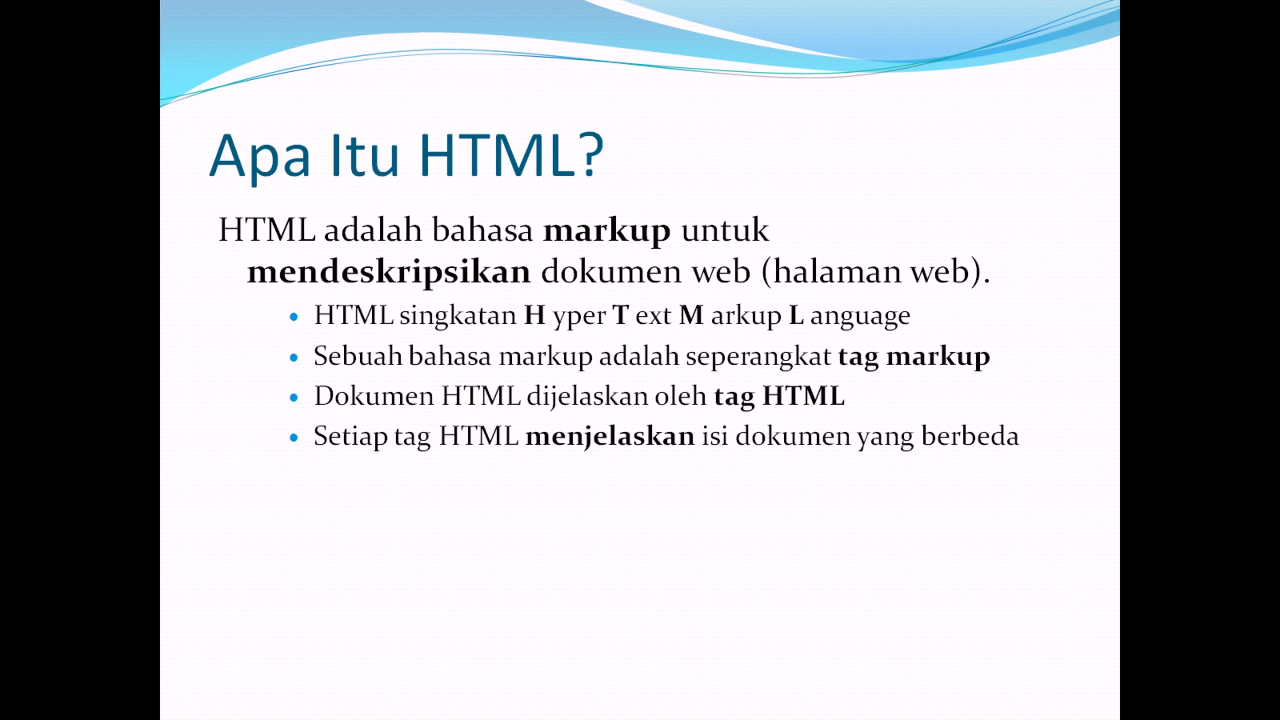 Apa Itu HTML?
HTML adalah bahasa markup untuk
mendeskripsikan dokumen web (halaman web).
• HTML singkatan H yper T ext M arkup L anguage
• Sebuah bahasa markup adalah seperangkat tag markup
• Dokumen HTML dijelaskan oleh tag HTML
• Setiap tag HTML menjelaskan isi dokumen yang berbeda